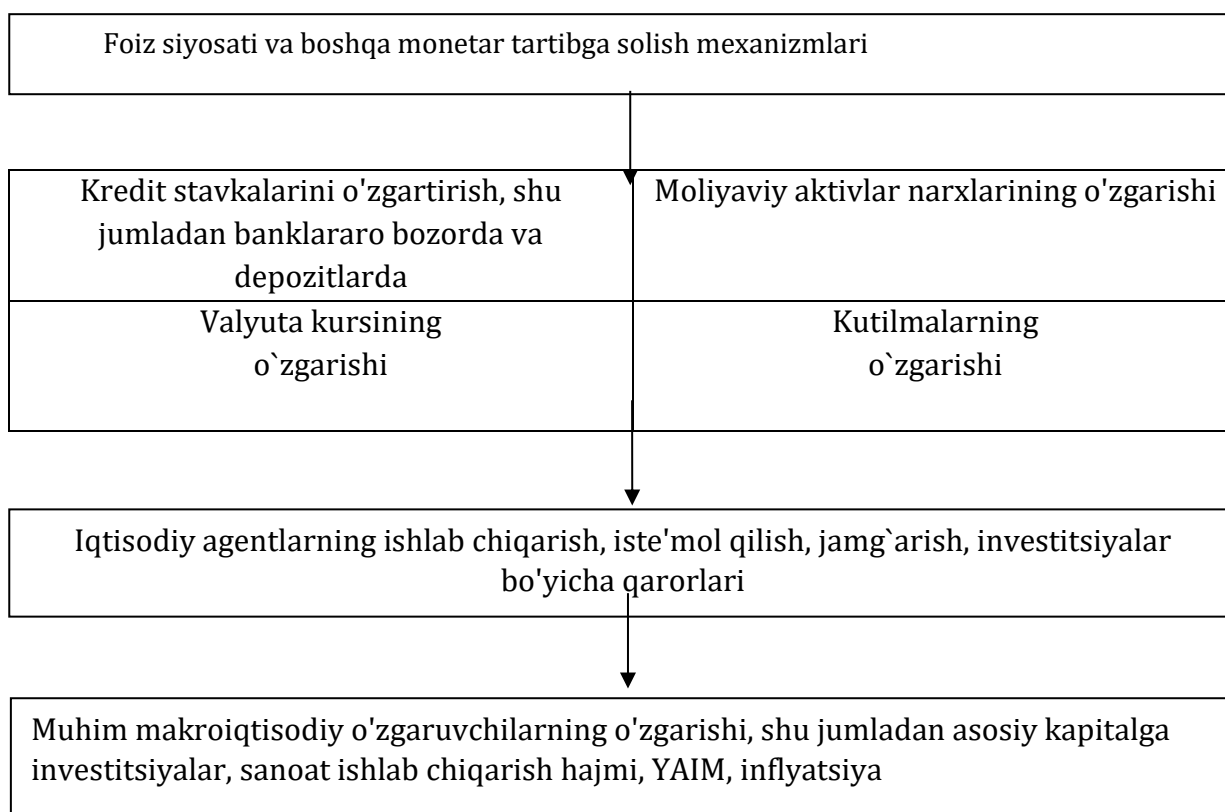 Foiz siyosati va boshqa monetar tartibga solish mexanizmlari
Kredit stavkalarini o'zgartirish, shu
jumladan banklararo bozorda va
depozitlarda
Moliyaviy aktivlar narxlarining o'zgarishi
Valyuta kursining
o`zgarishi
Kutilmalarning
o`zgarishi
Iqtisodiy agentlarning ishlab chiqarish, iste'mol qilish, jamg`arish, investitsiyalar
bo'yicha qarorlari
Muhim makroiqtisodiy o'zgaruvchilarning o'zgarishi, shu jumladan asosiy kapitalga
investitsiyalar, sanoat ishlab chiqarish hajmi, YAIM, inflyatsiya